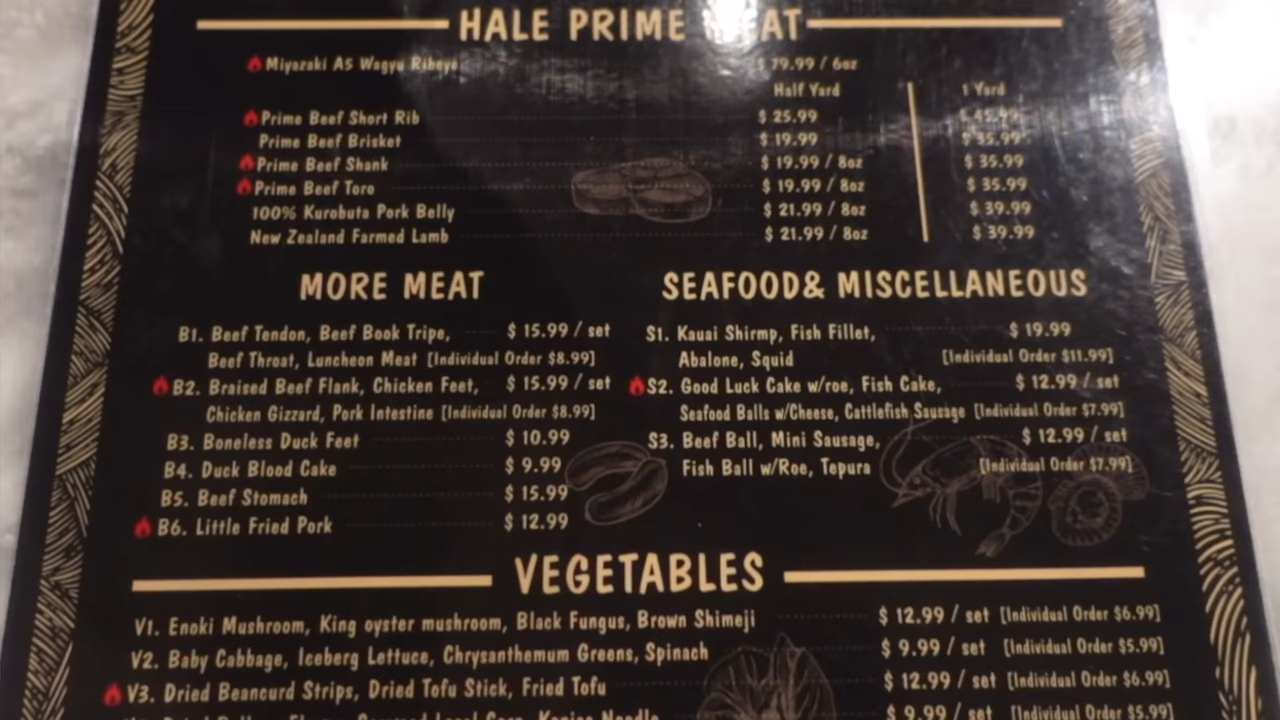 HALE PRIME MEAT
Miyazaki A5 Wagyu Ribeye $ 79.99 / 6oz
Half Yard 1 Yard
Prime Beef Short Rib $ 25.99 $ 45.99
Prime Beef Brisket $ 19.99 $ 35.99
Prime Beef Shank $ 19.99 / 8oz $ 35.99
Prime Beef Toro $ 19.99 / 8oz $ 35.99
100% Kurobuta Pork Belly $ 21.99 / 8oz $ 39.99
New Zealand Farmed Lamb $ 21.99 / 8oz $ 39.99
MORE MEAT
B1. Beef Tendon, Beef Book Tripe, $ 15.99 / set
Beef Throat, Luncheon Meat [Individual Order $8.99]
B2. Braised Beef Flank, Chicken Feet, $ 15.99 / set
Chicken Gizzard, Pork Intestine [Individual Order $8.99]
B3. Boneless Duck Feet $ 10.99
B4. Duck Blood Cake $ 9.99
B5. Beef Stomach $ 15.99
B6. Little Fried Pork $ 12.99
SEAFOOD& MISCELLANEOUS
S1. Kauai Shirmp, Fish Fillet, $ 19.99
Abalone, Squid [Individual Order $11.99]
S2. Good Luck Cake w/roe, Fish Cake, $ 12.99 / set
Seafood Balls w/Cheese, Cattlefish Sausage [Individual Order $7.99]
S3. Beef Ball, Mini Sausage, $ 12.99 / set
Fish Ball w/Roe, Tepura [Individual Order $7.99]
VEGETABLES
V1. Enoki Mushroom, King oyster mushroom, Black Fungus, Brown Shimeji $ 12.99 / set [Individual Order $6.99]
V2. Baby Cabbage, Iceberg Lettuce, Chrysanthemum Greens, Spinach $ 9.99 / set [Individual Order $5.99]
V3. Dried Beancurd Strips, Dried Tofu Stick, Fried Tofu $ 12.99 / set [Individual Order $6.99]
$ 9.99 / set [Individual Order $5.99]